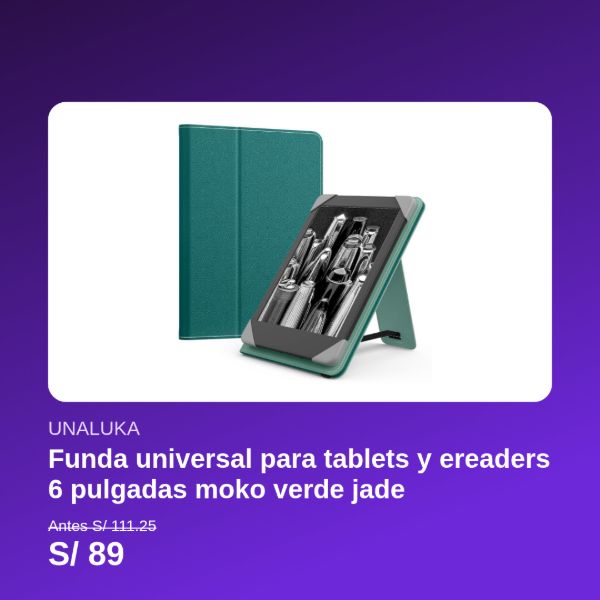 UNALUKA
Funda universal para tablets y ereaders
6 pulgadas moko verde jade
Antes S/ 111.25
S/ 89